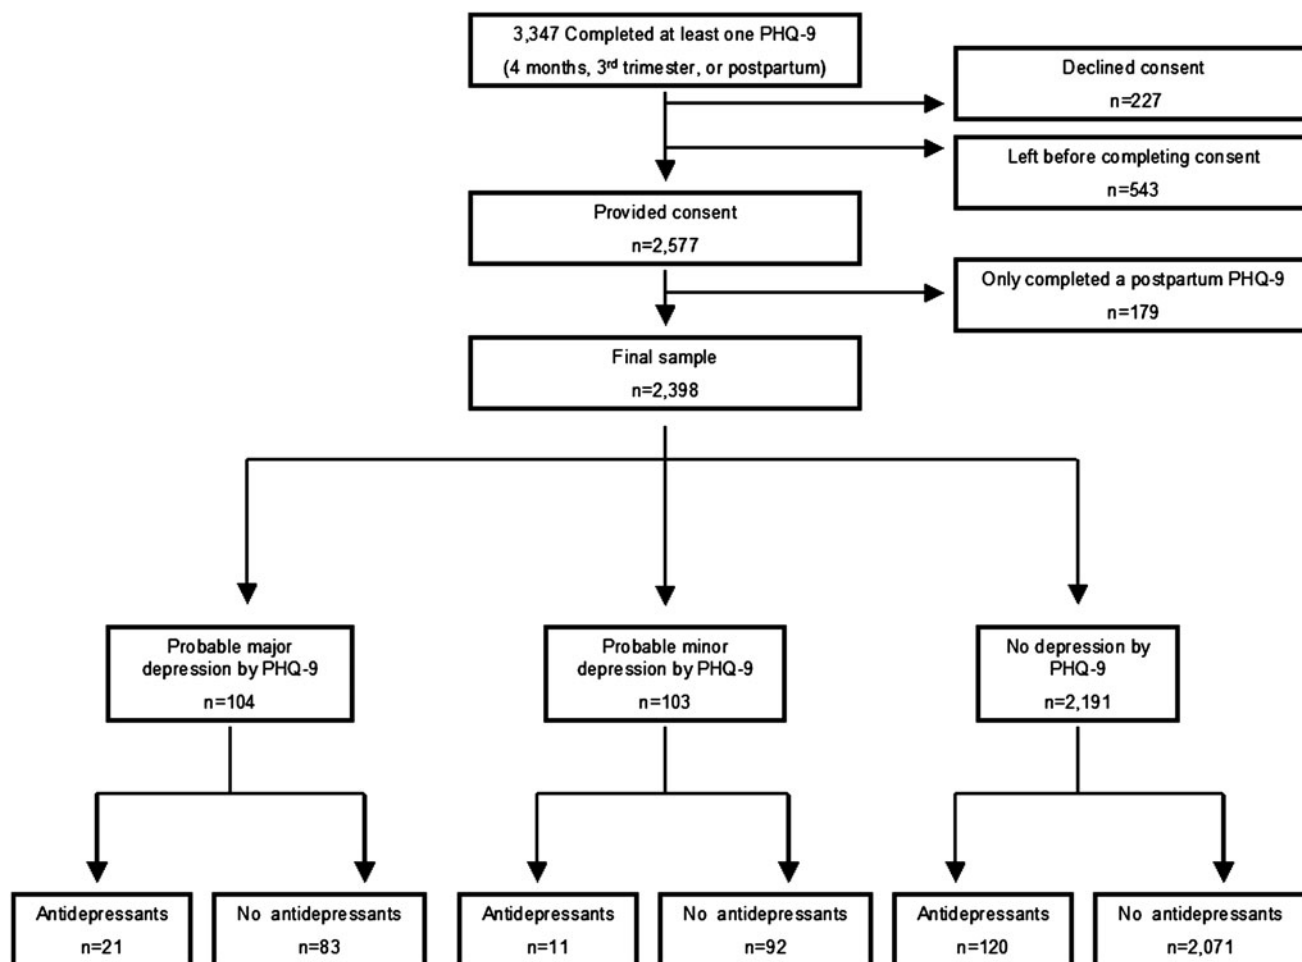 3,347 Completed at least one PHQ-9
(4 months, 3rd trimester, or postpartum)
Declined consent
n=227
Left before completing consent
n=543
Provided consent
n=2,577
Only completed a postpartum PHQ-9
n=179
Final sample
n=2,398
Probable major
depression by PHQ-9
n=104
Probable minor
depression by PHQ-9
n=103
No depression by
PHQ-9
n=2,191
Antidepressants
n=21
No antidepressants
n=83
Antidepressants
n=11
No antidepressants
n=92
Antidepressants
n=120
No antidepressants
n=2,071